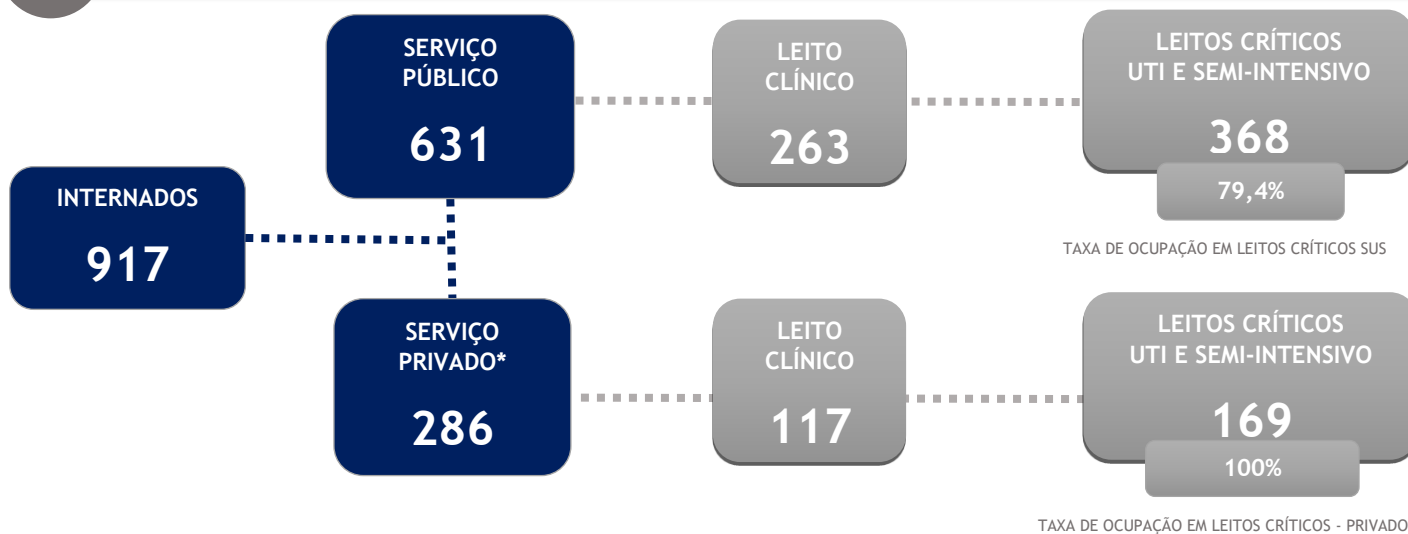 SERVIÇO
PÚBLICO
631
LEITO
CLÍNICO
263
LEITOS CRÍTICOS
UTI E SEMI-INTENSIVO
368
79,4%
TAXA DE OCUPAÇÃO EM LEITOS CRÍTICOS SUS
INTERNADOS
917
SERVIÇO
PRIVADO*
286
LEITO
CLÍNICO
117
LEITOS CRÍTICOS
UTI E SEMI-INTENSIVO
169
100%
TAXA DE OCUPAÇÃO EM LEITOS CRÍTICOS - PRIVADO